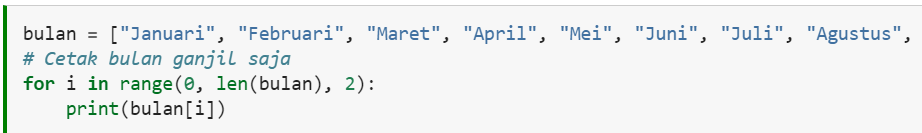 bulan = ["Januari", "Februari", "Maret", "April", "Mei", "Juni", "Juli", "Agustus",
# Cetak bulan ganjil saja
for i in range(0, len(bulan), 2):
    print(bulan[i])